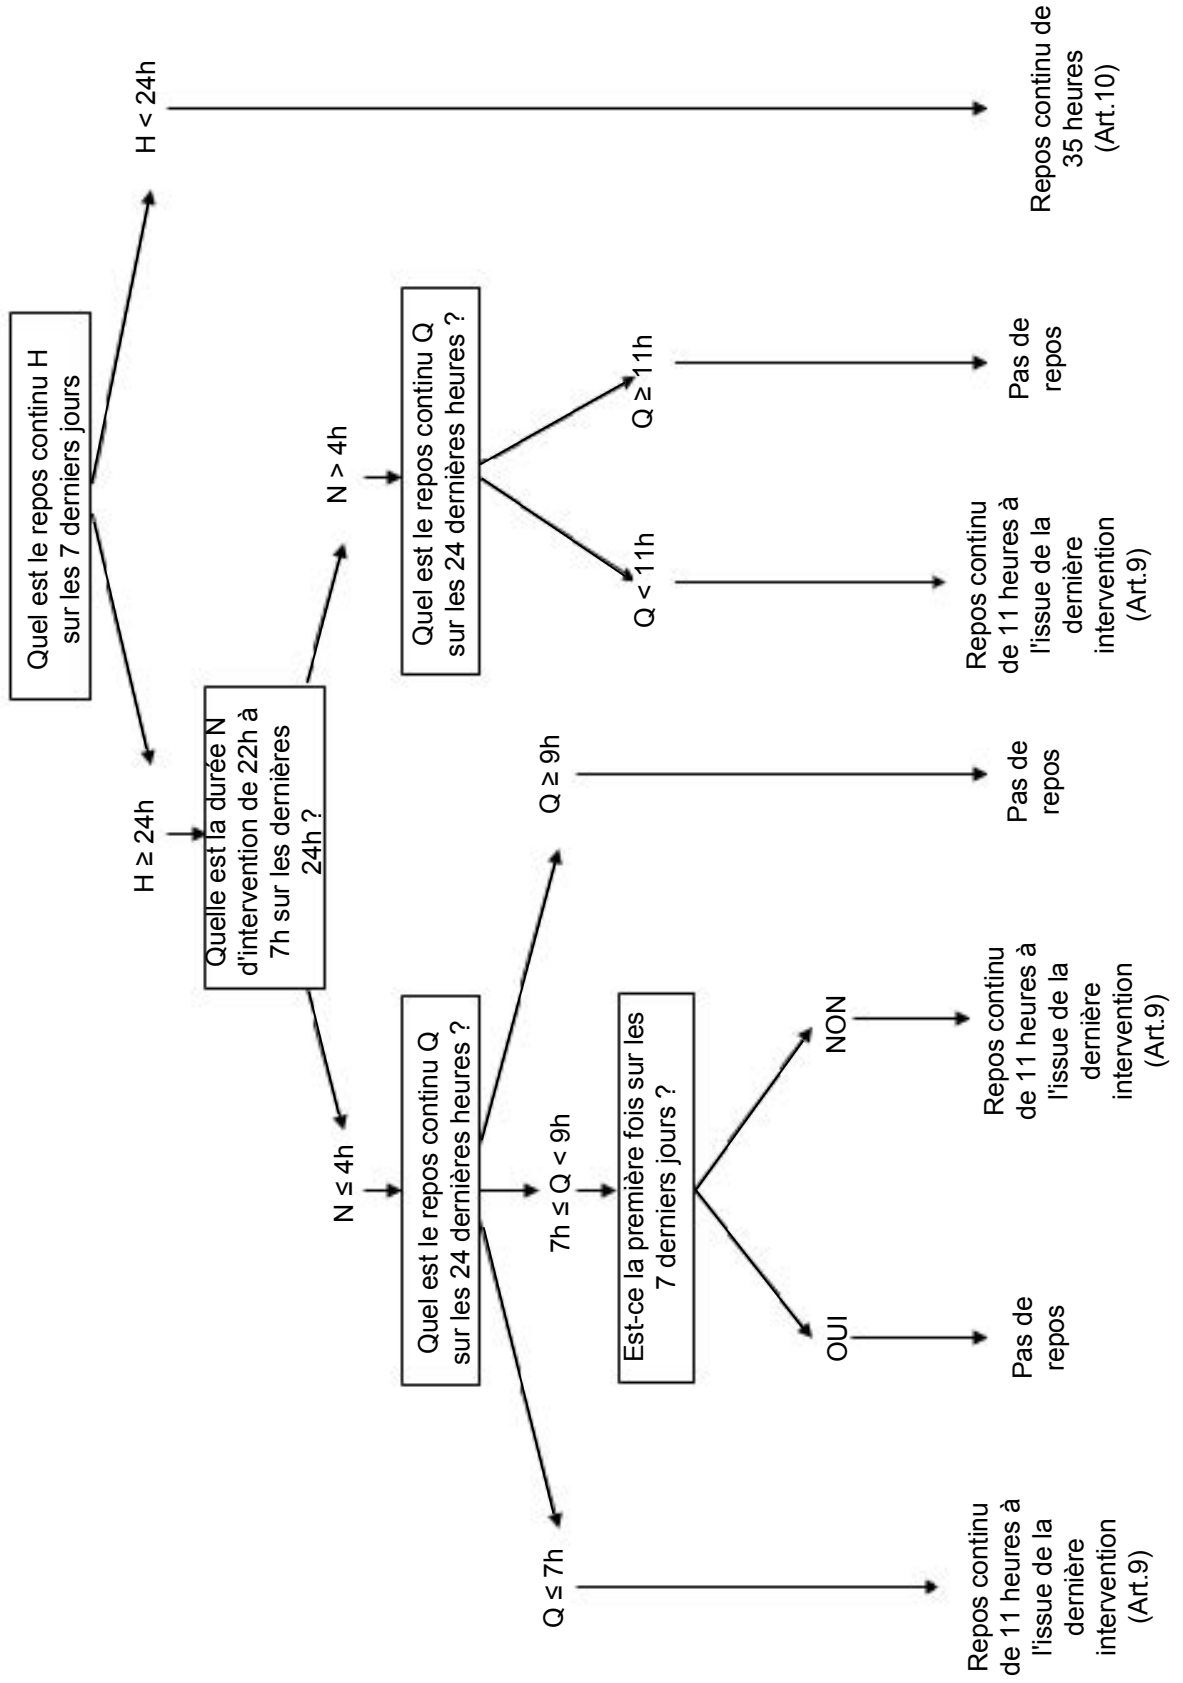 Quel est le repos continu H
sur les 7 derniers jours
H ≥ 24h
H < 24h
Quelle est la durée N
d'intervention de 22h à
7h sur les dernières
24h ?
N ≤ 4h
N > 4h
Quel est le repos continu Q
sur les 24 dernières heures ?
Quel est le repos continu Q
sur les 24 dernières heures ?
Q ≤ 7h
7h ≤ Q < 9h
Q ≥ 9h
Q < 11h
Q ≥ 11h
Est-ce la première fois sur les
7 derniers jours ?
OUI
NON
Repos continu
de 11 heures à
l'issue de la
dernière
intervention
(Art.9)
Pas de
repos
Repos continu
de 11 heures à
l'issue de la
dernière
intervention
(Art.9)
Pas de
repos
Repos continu
de 11 heures à
l'issue de la
dernière
intervention
(Art.9)
Pas de
repos
Repos continu de
35 heures
(Art.10)